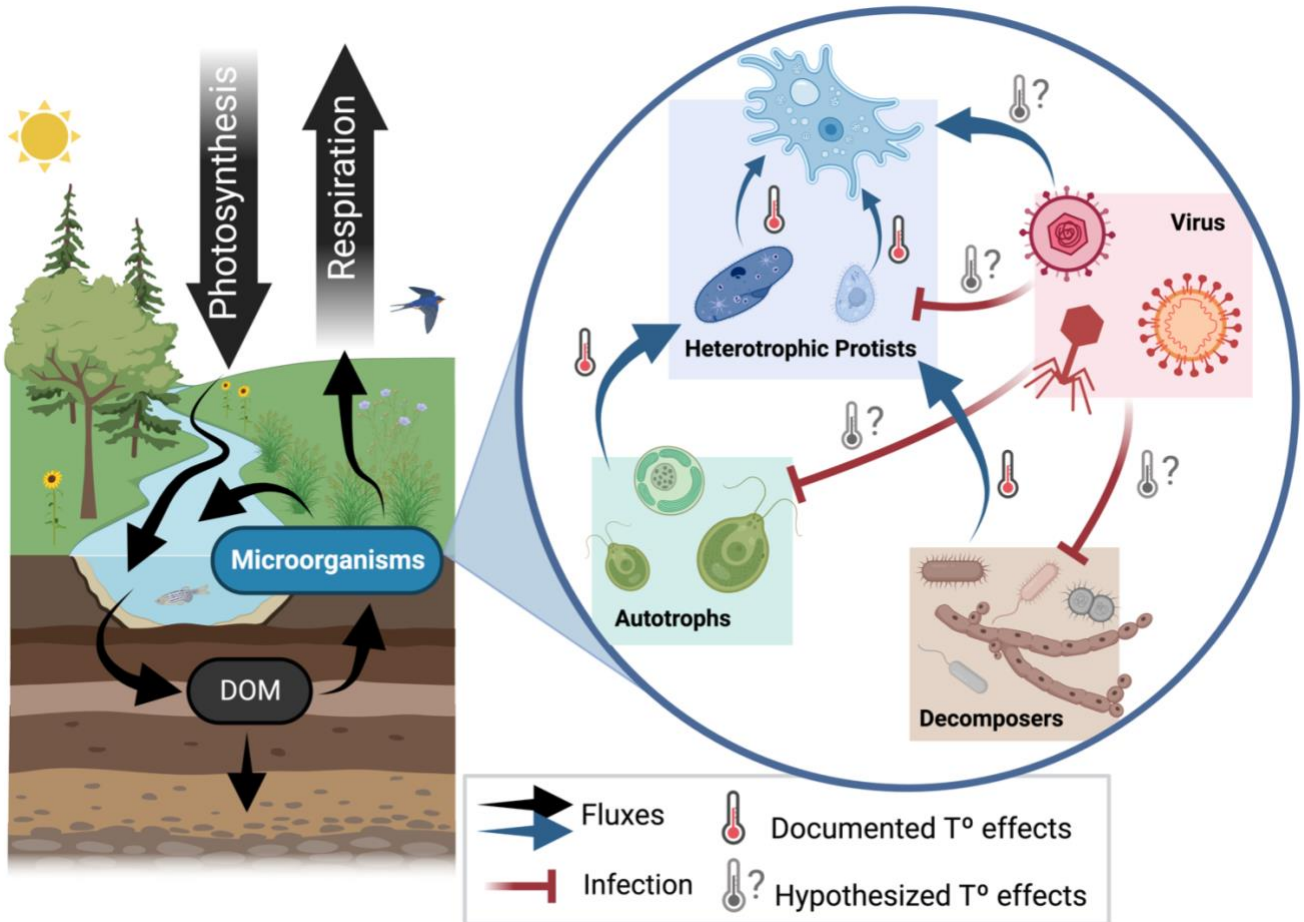 Photosynthesis
Respiration
Microorganisms
DOM
?
Virus
?
Heterotrophic Protists
?
?
Autotrophs
Decomposers
Fluxes
Documented Tº effects
Infection
? Hypothesized Tº effects